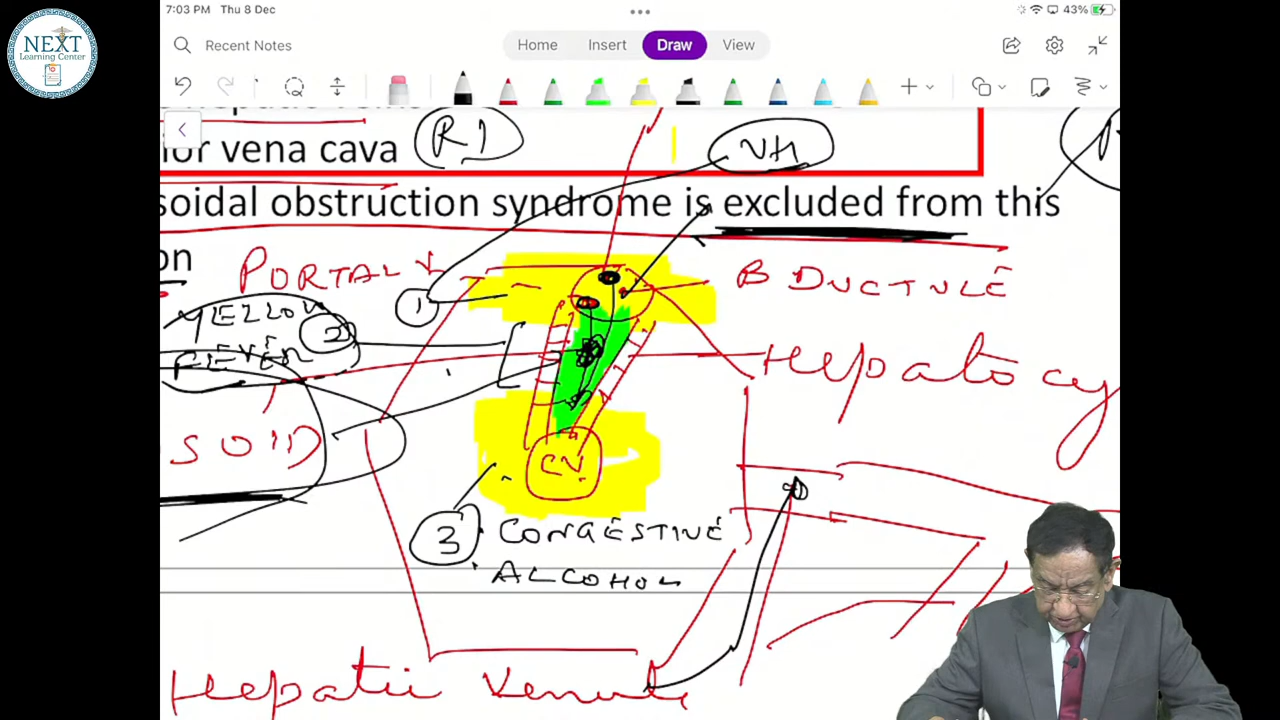 7:03 PM Thu 8 Dec
43%
NEXT
Learning Center
Recent Notes
Home Insert Draw View
ior vena cava
R1
VH
soidal obstruction syndrome is excluded from this
on
PORTAL V
B DUCTULE
1
YELLOW
FEVER
2
Hepatocy
SOID
CV
3
CONGESTIVE
ALCOHOL
Hepatic Venule